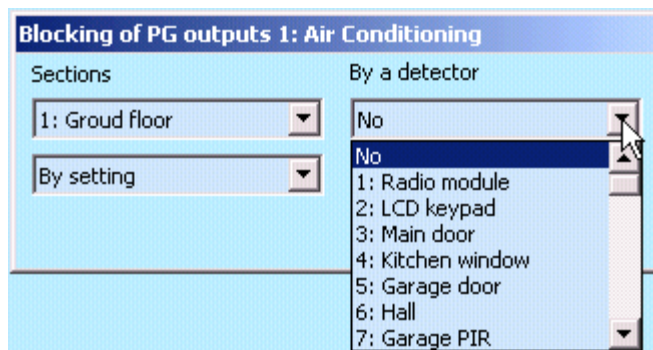 Blocking of PG outputs 1: Air Conditioning
Sections
By a detector
1: Groud floor
No
By setting
No
1: Radio module
2: LCD keypad
3: Main door
4: Kitchen window
5: Garage door
6: Hall
7: Garage PIR